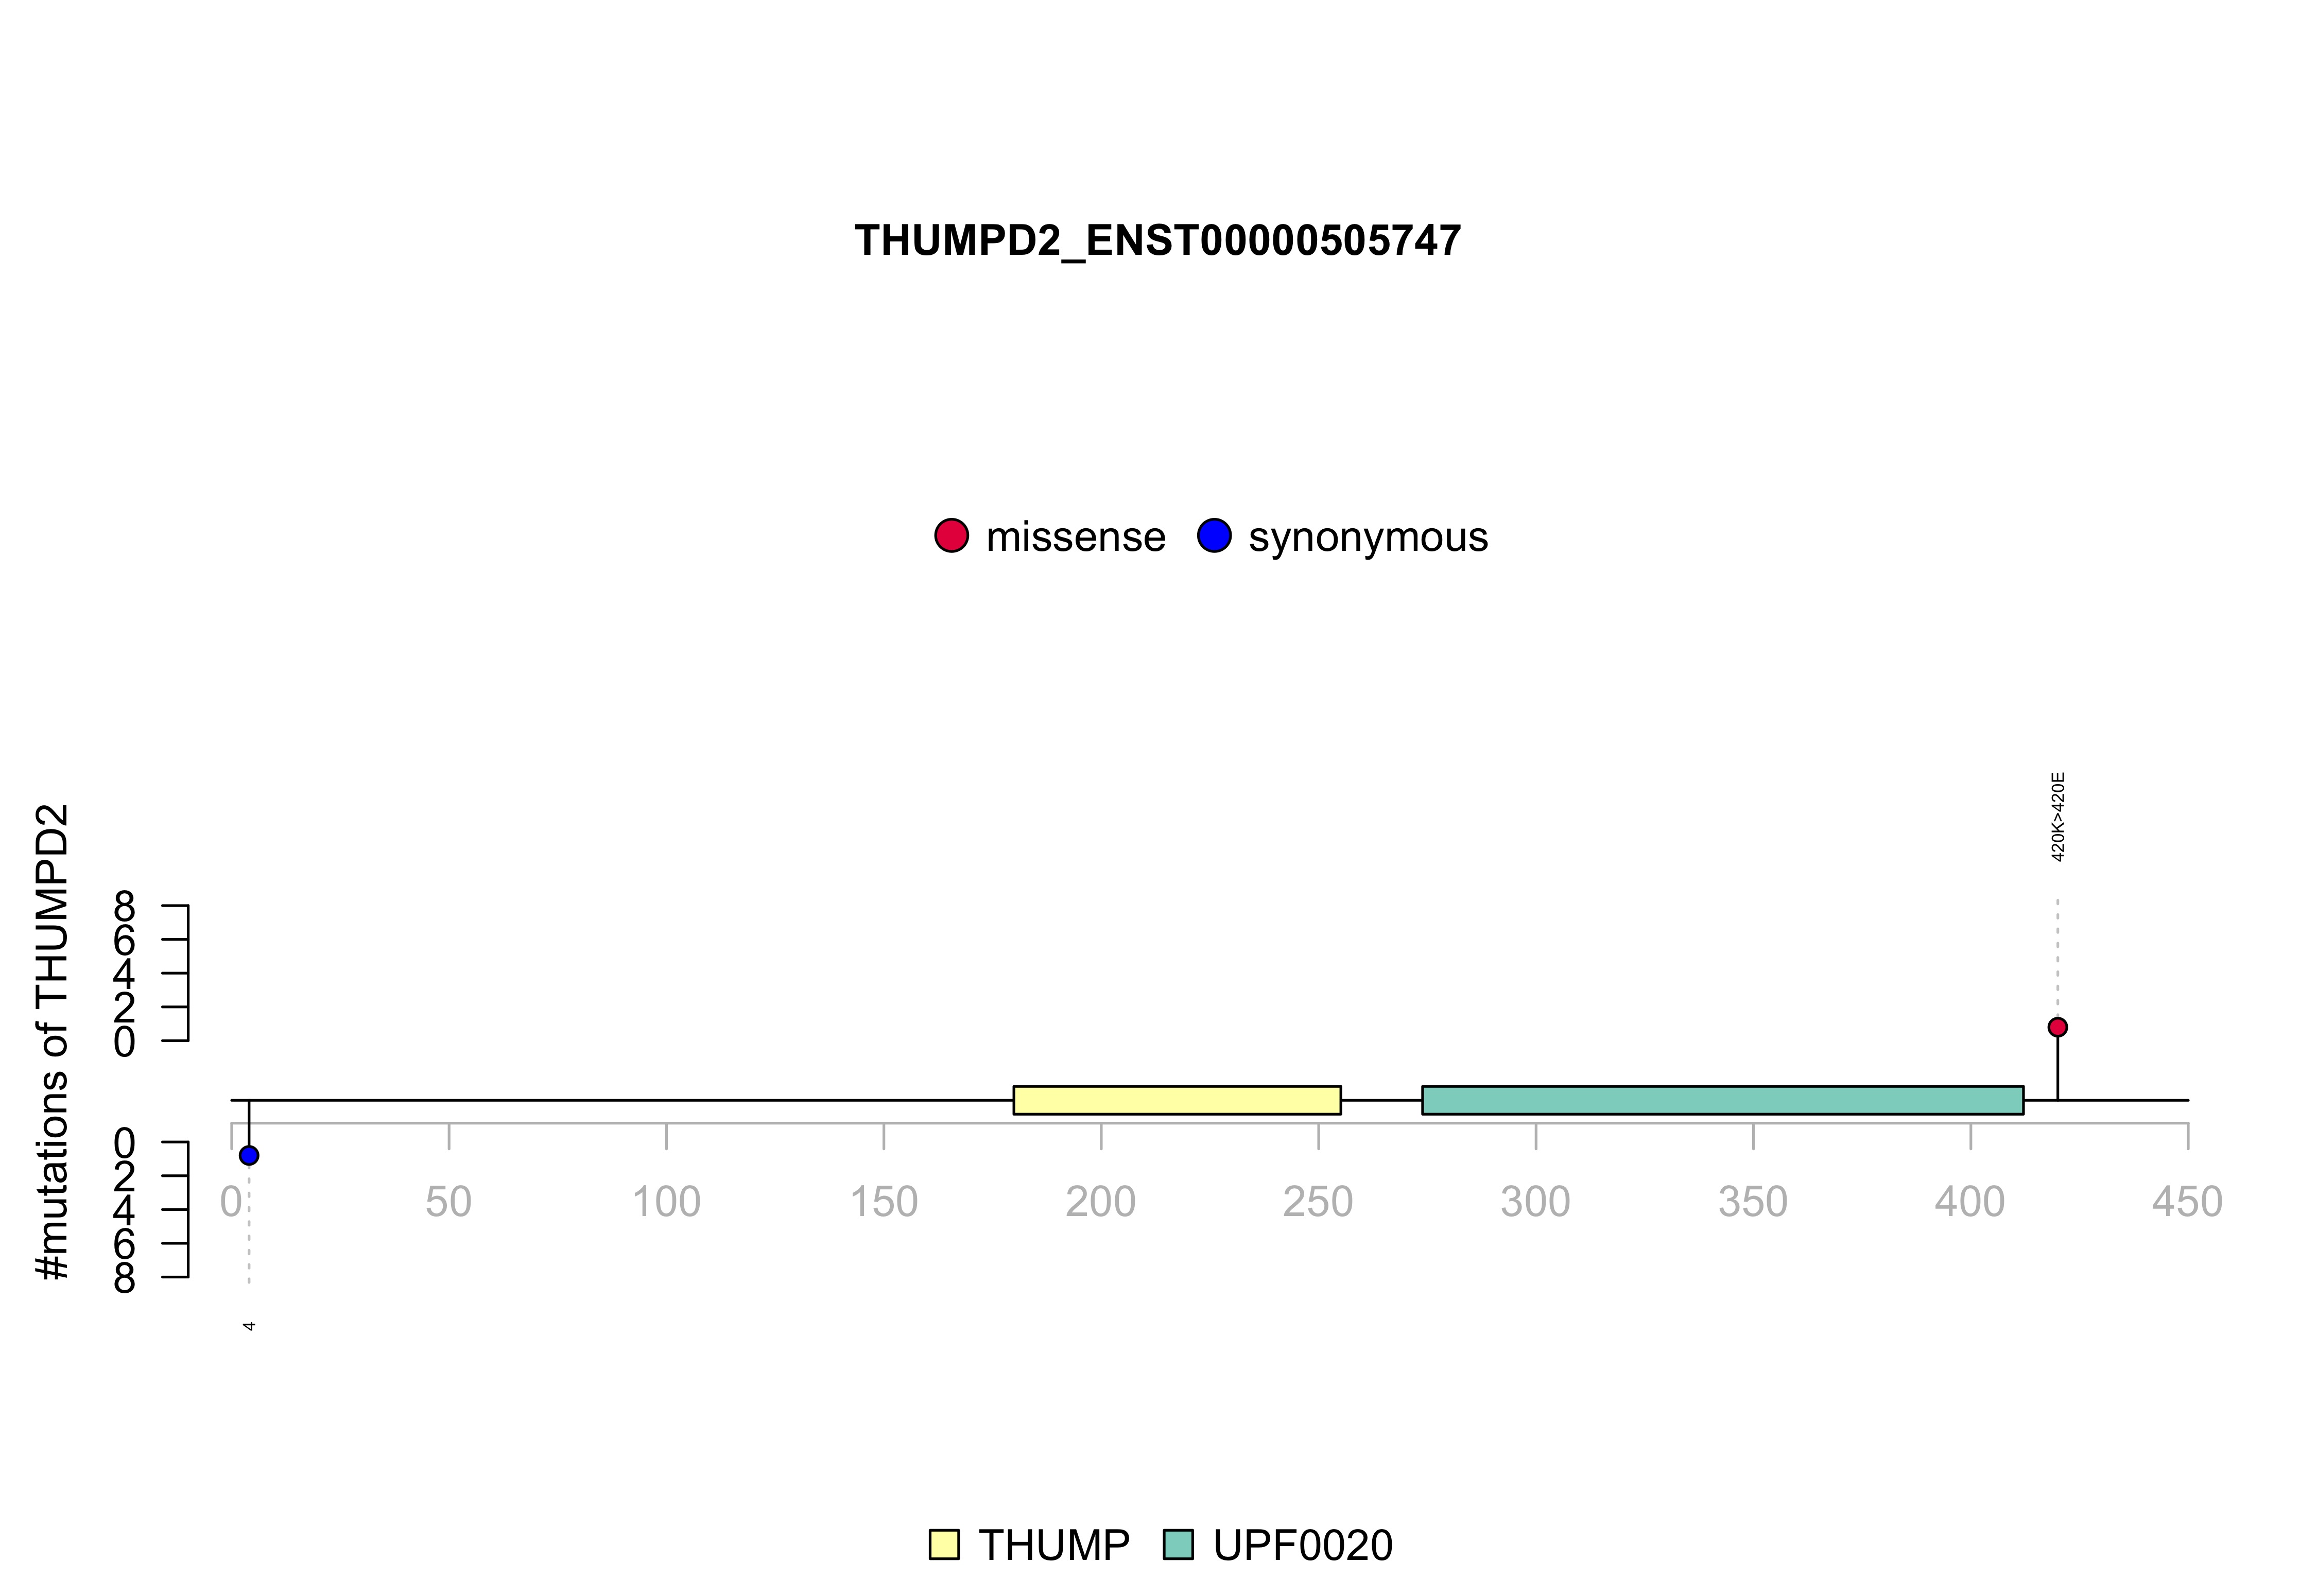 THUMPD2_ENST00000505747
missense synonymous
420K>420E
#mutations of THUMPD2
8
6
4
2
0
0
2
4
6
8
0 50 100 150 200 250 300 350 400 450
4
THUMP UPF0020